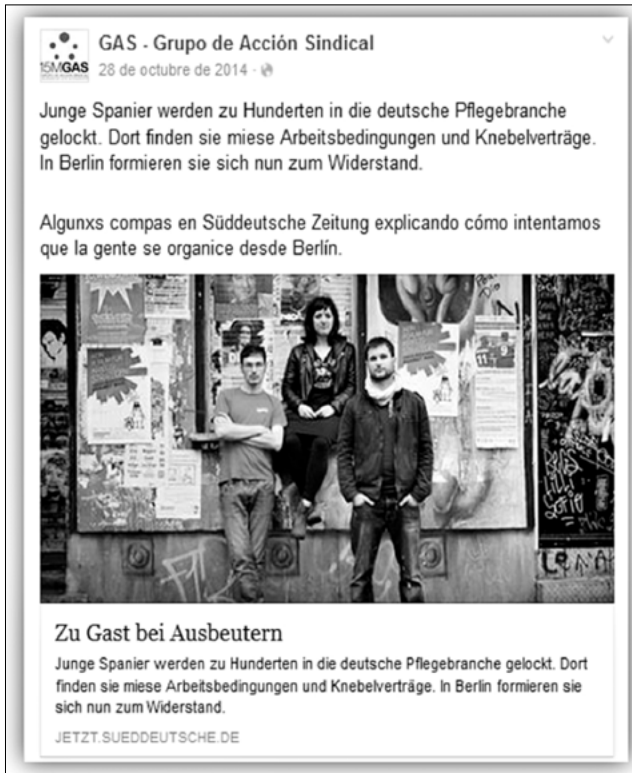 15MGAS
GAS - Grupo de Acción Sindical
28 de octubre de 2014 ·
Junge Spanier werden zu Hunderten in die deutsche Pflegebranche
gelockt. Dort finden sie miese Arbeitsbedingungen und Knebelverträge.
In Berlin formieren sie sich nun zum Widerstand.
Algunxs compas en Süddeutsche Zeitung explicando cómo intentamos
que la gente se organice desde Berlín.
Zu Gast bei Ausbeutern
Junge Spanier werden zu Hunderten in die deutsche Pflegebranche gelockt. Dort
finden sie miese Arbeitsbedingungen und Knebelverträge. In Berlin formieren sie
sich nun zum Widerstand.
JETZT.SUEDDEUTSCHE.DE